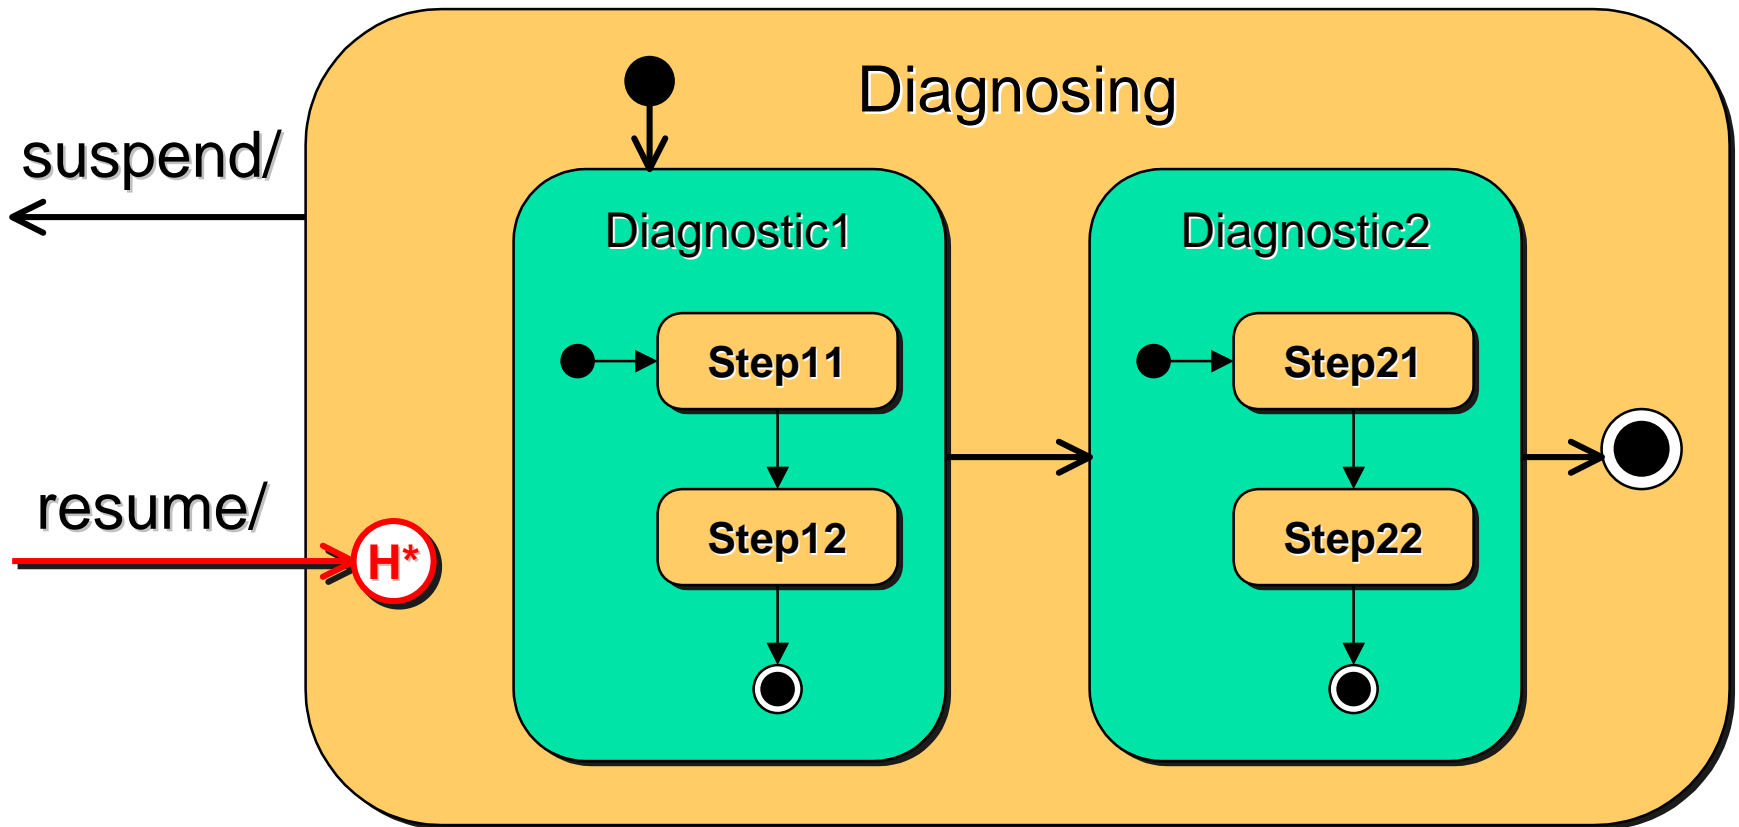 Diagnosing
suspend/
Diagnostic1
Diagnostic2
Step11
Step21
resume/
H*
Step12
Step22